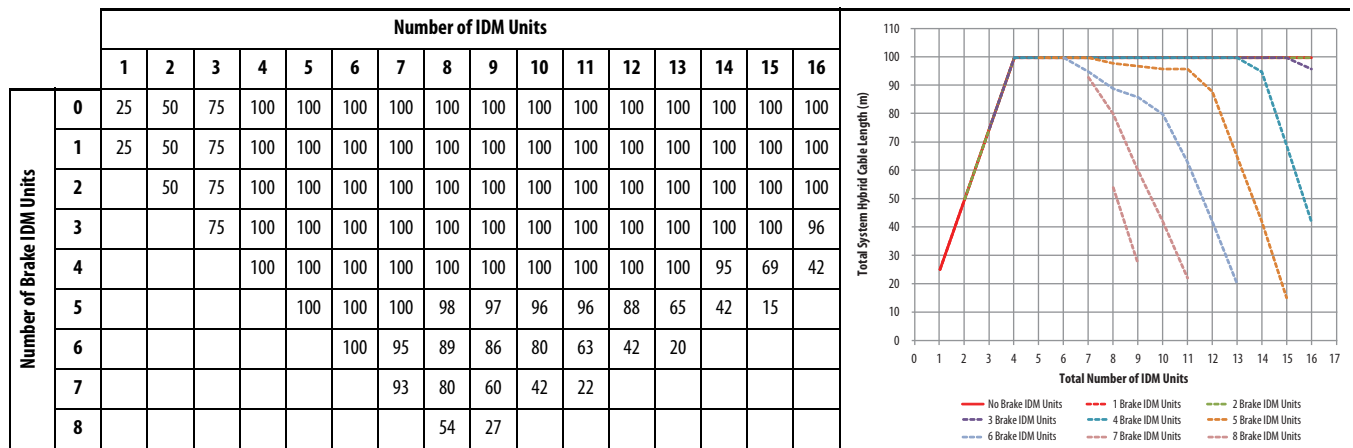 Number of IDM Units
1 2 3 4 5 6 7 8 9 10 11 12 13 14 15 16
Number of Brake IDM Units
0 25 50 75 100 100 100 100 100 100 100 100 100 100 100 100 100
1 25 50 75 100 100 100 100 100 100 100 100 100 100 100 100 100
2 50 75 100 100 100 100 100 100 100 100 100 100 100 100 100
3 75 100 100 100 100 100 100 100 100 100 100 100 100 96
4 100 100 100 100 100 100 100 100 100 100 95 69 42
5 100 100 100 98 97 96 96 88 65 42 15
6 100 95 89 86 80 63 42 20
7 93 80 60 42 22
8 54 27
Total System Hybrid Cable Length (m)
110
100
90
80
70
60
50
40
30
20
10
0
0 1 2 3 4 5 6 7 8 9 10 11 12 13 14 15 16 17
Total Number of IDM Units
No Brake IDM Units 1 Brake IDM Units 2 Brake IDM Units
3 Brake IDM Units 4 Brake IDM Units 5 Brake IDM Units
6 Brake IDM Units 7 Brake IDM Units 8 Brake IDM Units